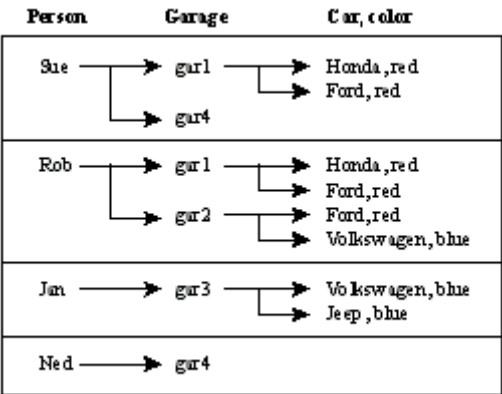 Person Garage Car, color
Sue gar1 Honda, red
Ford, red
gar4
Rob gar1 Honda, red
Ford, red
gar2 Ford, red
Volkswagen, blue
Jan gar3 Volkswagen, blue
Jeep, blue
Ned gar4